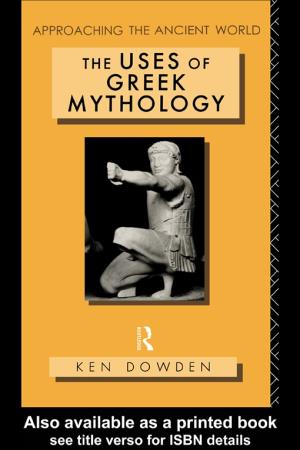 APPROACHING THE ANCIENT WORLD
THE USES OF
GREEK
MYTHOLOGY
KEN DOWDEN
Also available as a printed book
see title verso for ISBN details